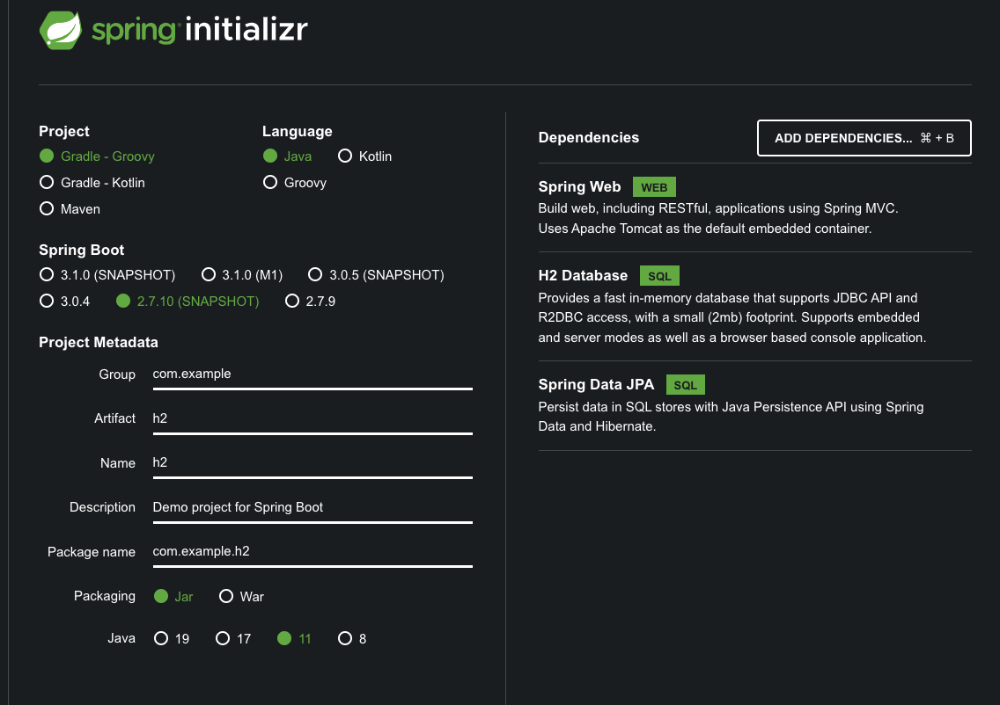 spring initializr
Project
Gradle - Groovy
Gradle - Kotlin
Maven
Language
Java Kotlin
Groovy
Spring Boot
3.1.0 (SNAPSHOT) 3.1.0 (M1) 3.0.5 (SNAPSHOT)
3.0.4 2.7.10 (SNAPSHOT) 2.7.9
Project Metadata
Group com.example
Artifact h2
Name h2
Description Demo project for Spring Boot
Package name com.example.h2
Packaging Jar War
Java 19 17 11 8
Dependencies ADD DEPENDENCIES... ⌘ + B
Spring Web WEB
Build web, including RESTful, applications using Spring MVC.
Uses Apache Tomcat as the default embedded container.
H2 Database SQL
Provides a fast in-memory database that supports JDBC API and
R2DBC access, with a small (2mb) footprint. Supports embedded
and server modes as well as a browser based console application.
Spring Data JPA SQL
Persist data in SQL stores with Java Persistence API using Spring
Data and Hibernate.